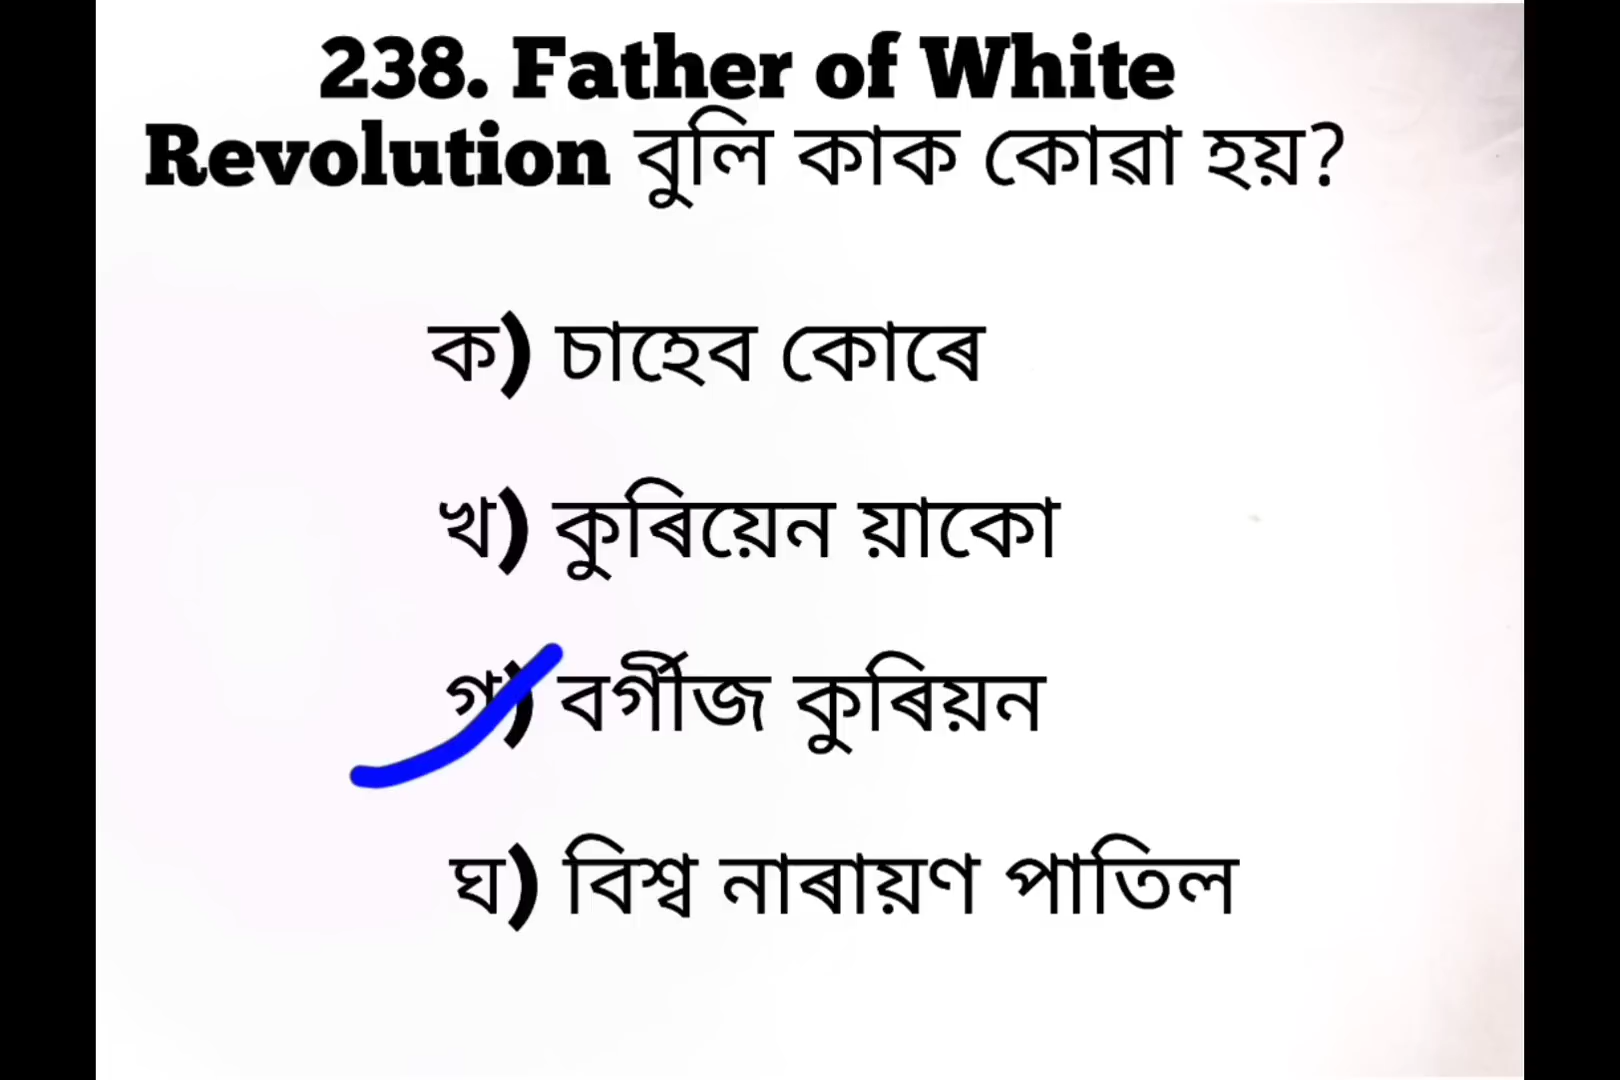 238. Father of White
Revolution বুলি কাক কোৱা হয়?
ক) চাহেব কোৰে
খ) কুৰিয়েন য়াকো
গ) বৰ্গীজ কুৰিয়ন
ঘ) বিশ্ব নাৰায়ণ পাতিল